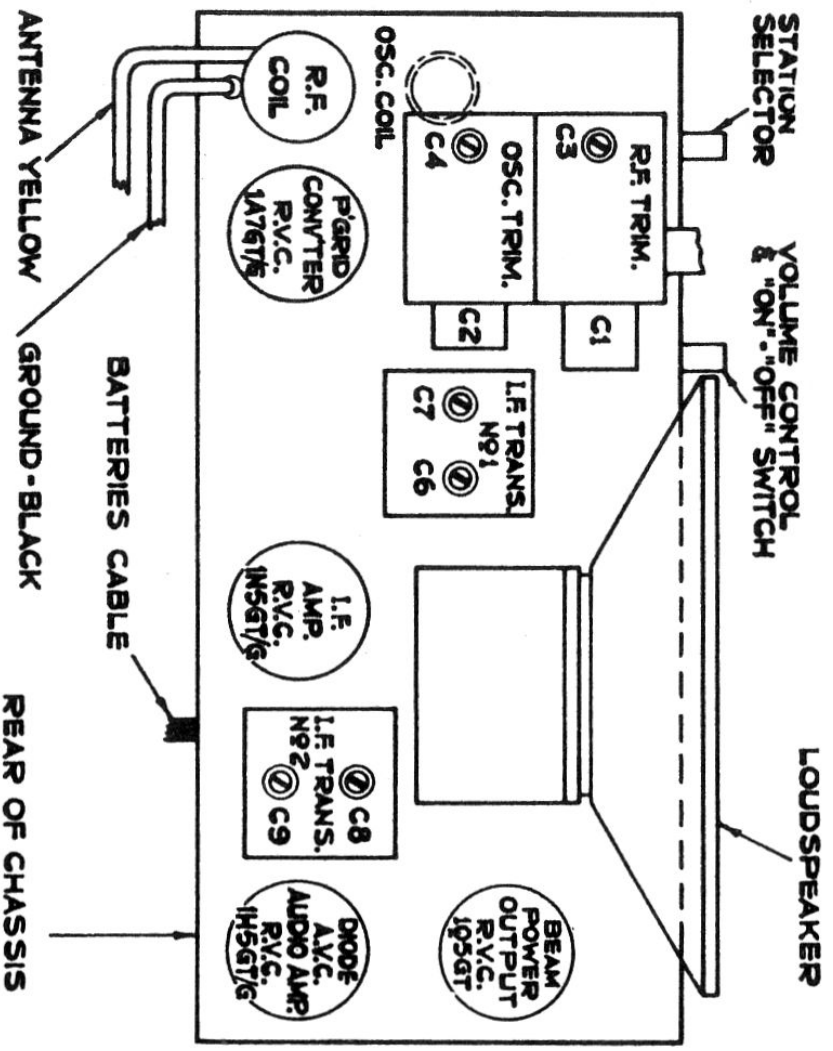 STATION
SELECTOR
VOLUME CONTROL
& "ON"-"OFF" SWITCH
LOUDSPEAKER
R.F. TRIM.
C3
C1
OSC. TRIM.
C4
C2
OSC. COIL
I.F. TRANS.
Nº1
C7
C6
BEAM
POWER
OUTPUT
R.V.C.
1Q5GT
R.F.
COIL
P'GRID
CONV'TER
R.V.C.
1A7GT/G
I.F.
AMP.
R.V.C.
1N5GT/G
I.F. TRANS.
Nº2
C8
C9
DIODE
A.V.C.
AUDIO AMP.
R.V.C.
1H5GT/G
BATTERIES CABLE
ANTENNA YELLOW
GROUND-BLACK
REAR OF CHASSIS